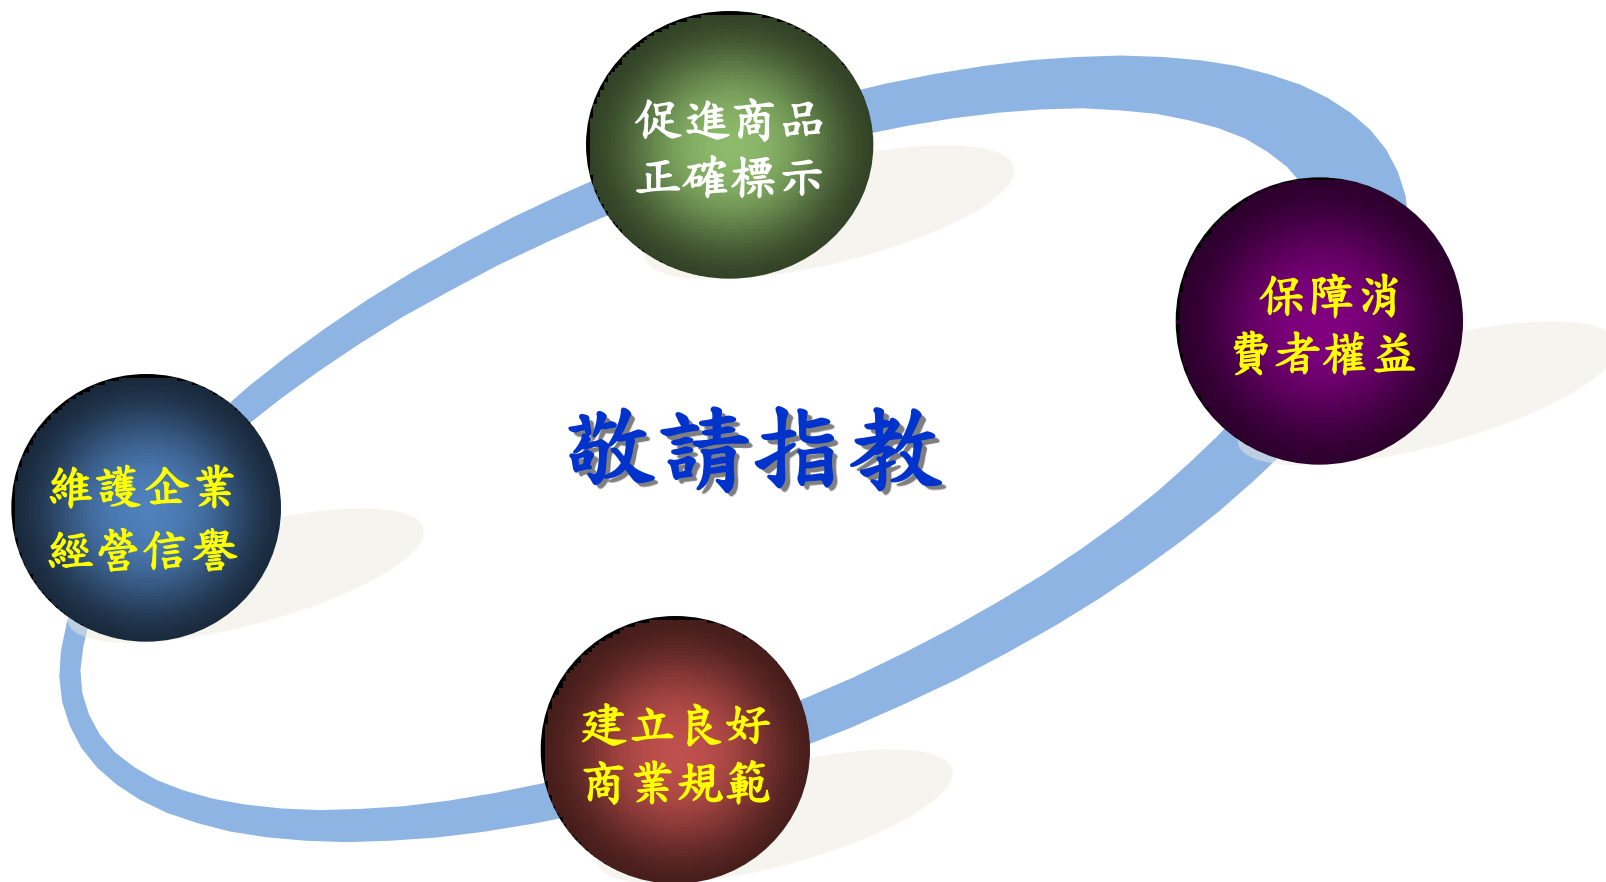 促進商品
正確標示
保障消
費者權益
敬請指教
維護企業
經營信譽
建立良好
商業規範